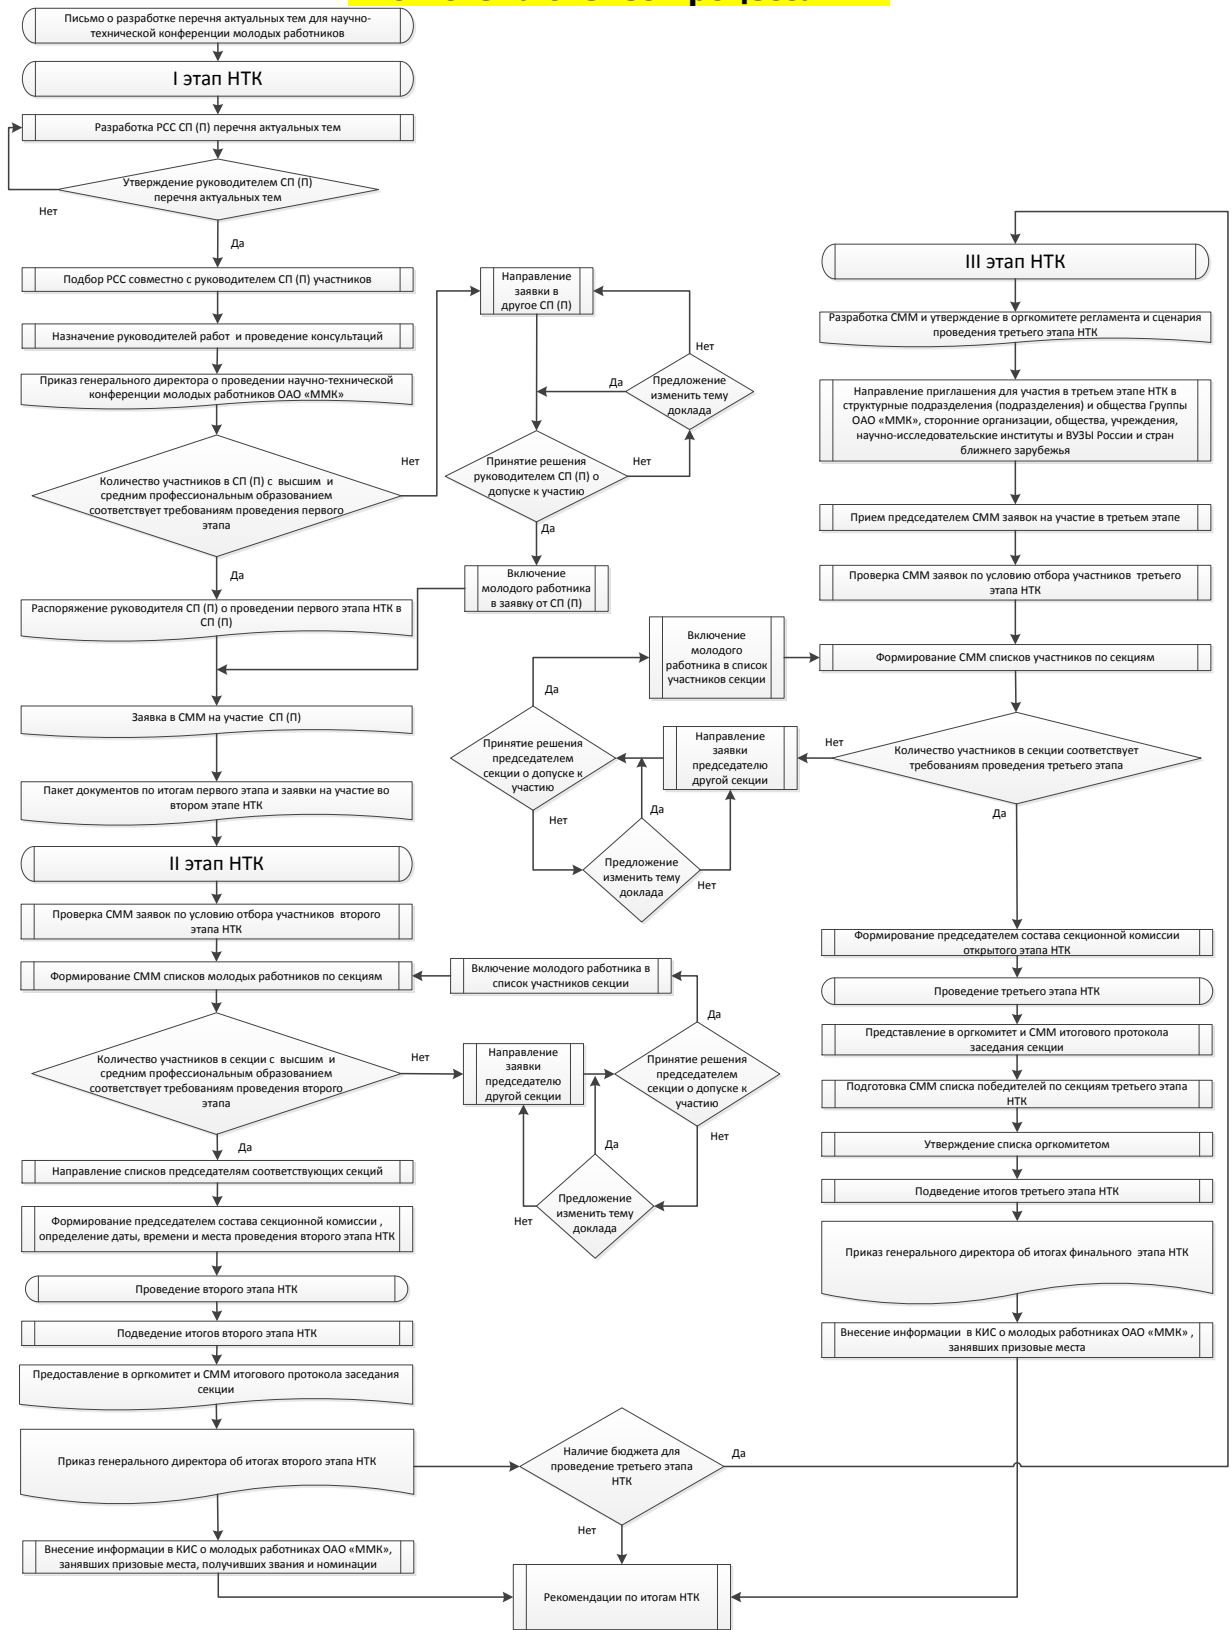 Письмо о разработке перечня актуальных тем для научно-
технической конференции молодых работников
I этап НТК
Разработка РСС СП (П) перечня актуальных тем
Утверждение руководителем СП (П)
перечня актуальных тем
Нет
Да
Подбор РСС совместно с руководителем СП (П) участников
Назначение руководителей работ и проведение консультаций
Приказ генерального директора о проведении научно-технической
конференции молодых работников ОАО «ММК»
Количество участников в СП (П) с высшим и
средним профессиональным образованием
соответствует требованиям проведения первого
этапа
Нет
Да
Распоряжение руководителя СП (П) о проведении первого этапа НТК в
СП (П)
Заявка в СММ на участие СП (П)
Пакет документов по итогам первого этапа и заявки на участие во
втором этапе НТК
Направление
заявки в
другое СП (П)
Нет
Да
Предложение
изменить тему
доклада
Принятие решения
руководителем СП (П) о
допуске к участию
Нет
Да
Включение
молодого работника
в заявку от СП (П)
II этап НТК
Проверка СММ заявок по условию отбора участников второго
этапа НТК
Формирование СММ списков молодых работников по секциям
Включение молодого работника в
список участников секции
Количество участников в секции с высшим и
средним профессиональным образованием
соответствует требованиям проведения второго
этапа
Нет
Да
Направление
заявки
председателю
другой секции
Да
Принятие решения
председателем
секции о допуске к
участию
Нет
Да
Предложение
изменить тему
доклада
Нет
Направление списков председателям соответствующих секций
Формирование председателем состава секционной комиссии ,
определение даты, времени и места проведения второго этапа НТК
Проведение второго этапа НТК
Подведение итогов второго этапа НТК
Предоставление в оргкомитет и СММ итогового протокола заседания
секции
Приказ генерального директора об итогах второго этапа НТК
Наличие бюджета для
проведение третьего этапа
НТК
Да
Нет
Внесение информации в КИС о молодых работниках ОАО «ММК»,
занявших призовые места, получивших звания и номинации
Рекомендации по итогам НТК
III этап НТК
Разработка СММ и утверждение в оргкомитете регламента и сценария
проведения третьего этапа НТК
Направление приглашения для участия в третьем этапе НТК в
структурные подразделения (подразделения) и общества Группы
ОАО «ММК», сторонние организации, общества, учреждения,
научно-исследовательские институты и ВУЗЫ России и стран
ближнего зарубежья
Прием председателем СММ заявок на участие в третьем этапе
Проверка СММ заявок по условию отбора участников третьего
этапа НТК
Включение
молодого
работника в список
участников секции
Формирование СММ списков участников по секциям
Да
Принятие решения
председателем
секции о допуске к
участию
Направление
заявки
председателю
другой секции
Нет
Количество участников в секции соответствует
требованиям проведения третьего этапа
Нет
Да
Да
Предложение
изменить тему
доклада
Нет
Формирование председателем состава секционной комиссии
открытого этапа НТК
Проведение третьего этапа НТК
Представление в оргкомитет и СММ итогового протокола
заседания секции
Подготовка СММ списка победителей по секциям третьего этапа
НТК
Утверждение списка оргкомитетом
Подведение итогов третьего этапа НТК
Приказ генерального директора об итогах финального этапа НТК
Внесение информации в КИС о молодых работниках ОАО «ММК» ,
занявших призовые места